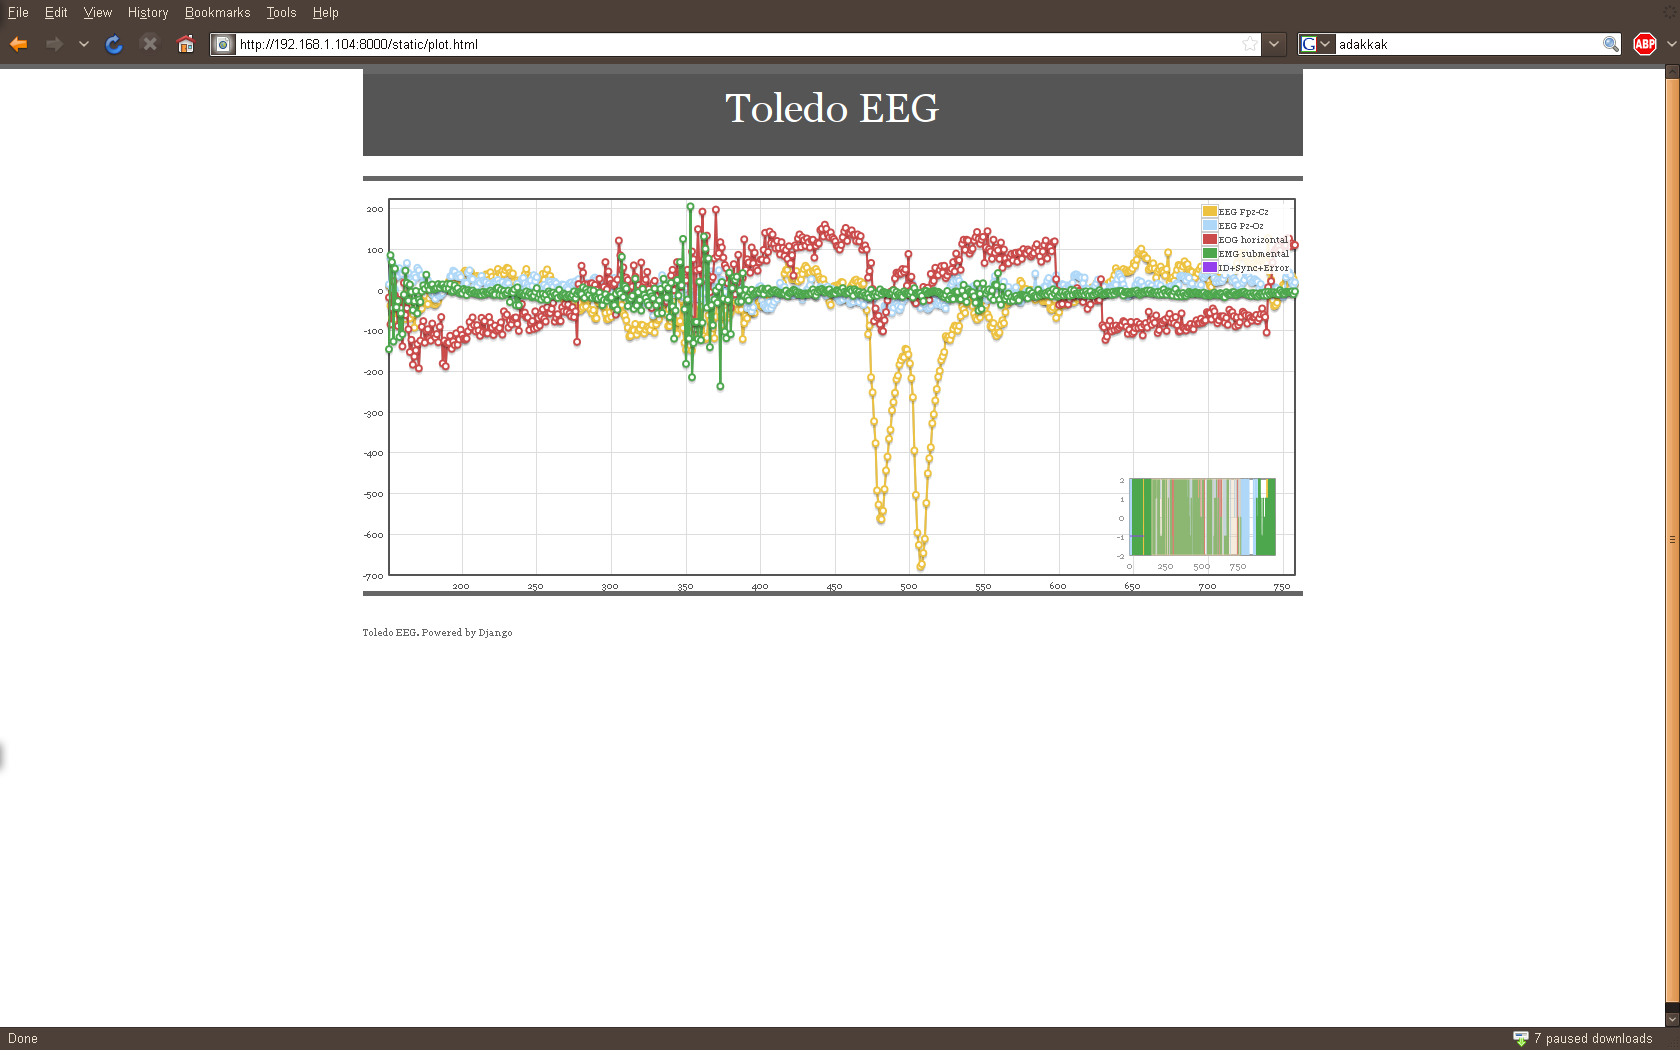 File Edit View History Bookmarks Tools Help
http://192.168.1.104:8000/static/plot.html
adakkak
ABP
Toledo EEG
200
100
0
-100
-200
-300
-400
-500
-600
-700
EEG Fpz-Cz
EEG Pz-Oz
EOG horizontal
EMG submental
ID+Sync+Error
2
1
0
-1
-2
0 250 500 750
200 250 300 350 400 450 500 550 600 650 700 750
Toledo EEG. Powered by Django
Done
7 paused downloads